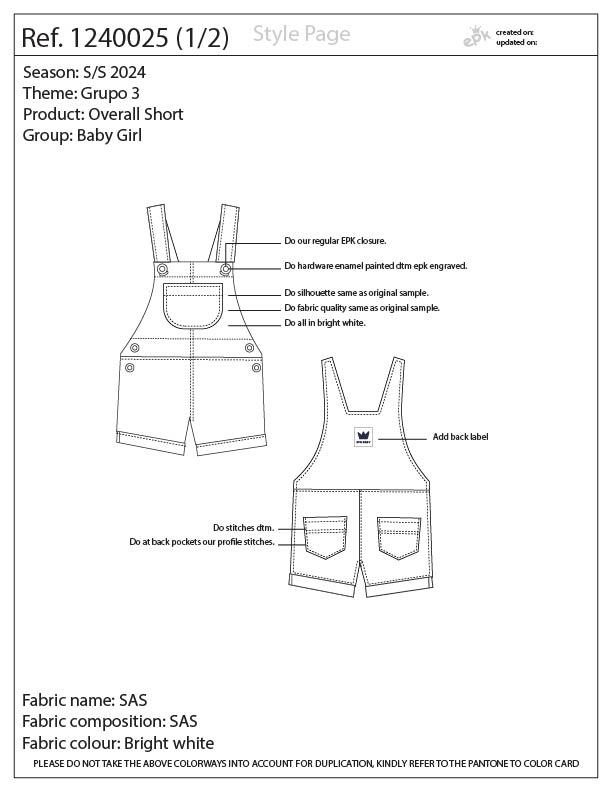 Ref. 1240025 (1/2)
Style Page
epk
created on:
updated on:
Season: S/S 2024
Theme: Grupo 3
Product: Overall Short
Group: Baby Girl
Do our regular EPK closure.
Do hardware enamel painted dtm epk engraved.
Do silhouette same as original sample.
Do fabric quality same as original sample.
Do all in bright white.
Add back label
Do stitches dtm.
Do at back pockets our profile stitches.
Fabric name: SAS
Fabric composition: SAS
Fabric colour: Bright white
PLEASE DO NOT TAKE THE ABOVE COLORWAYS INTO ACCOUNT FOR DUPLICATION, KINDLY REFER TO THE PANTONE TO COLOR CARD